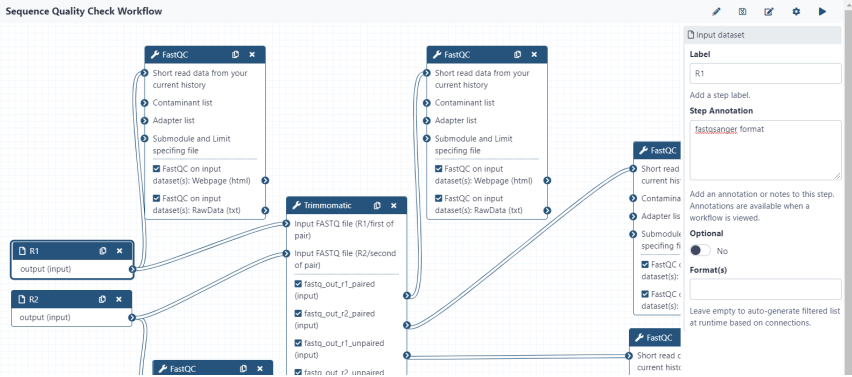 Sequence Quality Check Workflow
FastQC
Short read data from your
current history
Contaminant list
Adapter list
Submodule and Limit
specifing file
FastQC on input
dataset(s): Webpage (html)
FastQC on input
dataset(s): RawData (txt)
FastQC
Short read data from your
current history
Contaminant list
Adapter list
Submodule and Limit
specifing file
FastQC on input
dataset(s): Webpage (html)
FastQC on input
dataset(s): RawData (txt)
R1
output (input)
R2
output (input)
Trimmomatic
Input FASTQ file (R1/first of
pair)
Input FASTQ file (R2/second
of pair)
fastq_out_r1_paired
(input)
fastq_out_r2_paired
(input)
fastq_out_r1_unpaired
(input)
fastq_out_r2_unpaired
FastQC
FastQC
Short read
current
Contamina
Adapter lis
Submodule
specifing fi
FastQC
dataset(s):
FastQC
dataset(s):
FastQC
Short read
current
Input dataset
Label
R1
Add a step label.
Step Annotation
fastqsanger format
Add an annotation or notes to this step.
Annotations are available when a
workflow is viewed.
Optional
No
Format(s)
Leave empty to auto-generate filtered list
at runtime based on connections.